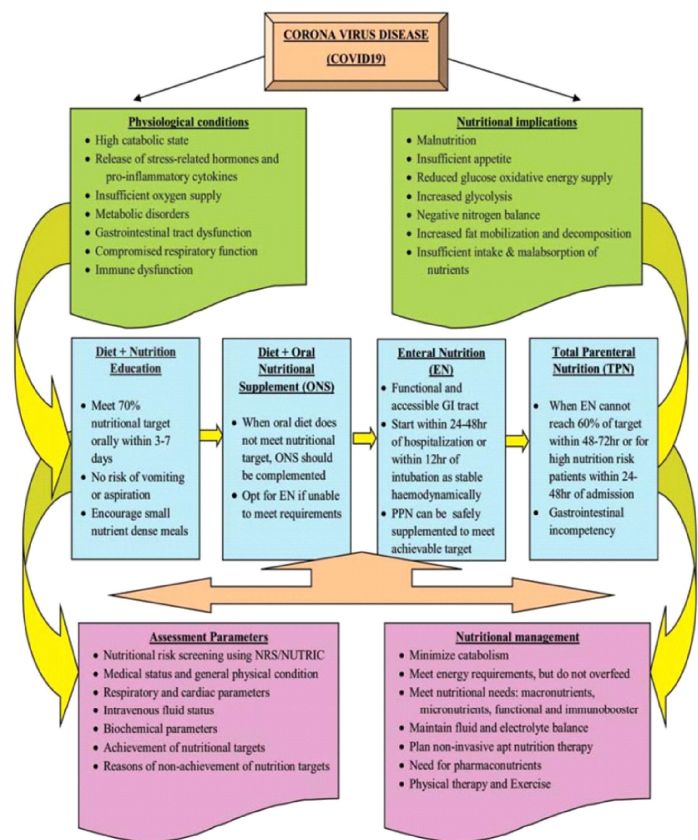 CORONA VIRUS DISEASE
(COVID19)
Physiological conditions
• High catabolic state
• Release of stress-related hormones and
pro-inflammatory cytokines
• Insufficient oxygen supply
• Metabolic disorders
• Gastrointestinal tract dysfunction
• Compromised respiratory function
• Immune dysfunction
Nutritional implications
• Malnutrition
• Insufficient appetite
• Reduced glucose oxidative energy supply
• Increased glycolysis
• Negative nitrogen balance
• Increased fat mobilization and decomposition
• Insufficient intake & malabsorption of
nutrients
Diet + Nutrition
Education
• Meet 70%
nutritional target
orally within 3-7
days
• No risk of vomiting
or aspiration
• Encourage small
nutrient dense meals
Diet + Oral
Nutritional
Supplement (ONS)
• When oral diet does
not meet nutritional
target, ONS should
be complemented
• Opt for EN if unable
to meet requirements
Enteral Nutrition
(EN)
• Functional and
accessible GI tract
• Start within 24-48hr
of hospitalization or
within 12hr of
intubation as stable
haemodynamically
• PPN can be safely
supplemented to meet
achievable target
Total Parenteral
Nutrition (TPN)
• When EN cannot
reach 60% of target
within 48-72hr or for
high nutrition risk
patients within 24-
48hr of admission
• Gastrointestinal
incompetency
Assessment Parameters
• Nutritional risk screening using NRS/NUTRIC
• Medical status and general physical condition
• Respiratory and cardiac parameters
• Intravenous fluid status
• Biochemical parameters
• Achievement of nutritional targets
• Reasons of non-achievement of nutrition targets
Nutritional management
• Minimize catabolism
• Meet energy requirements, but do not overfeed
• Meet nutritional needs: macronutrients,
micronutrients, functional and immunobooster
• Maintain fluid and electrolyte balance
• Plan non-invasive apt nutrition therapy
• Need for pharmaconutrients
• Physical therapy and Exercise